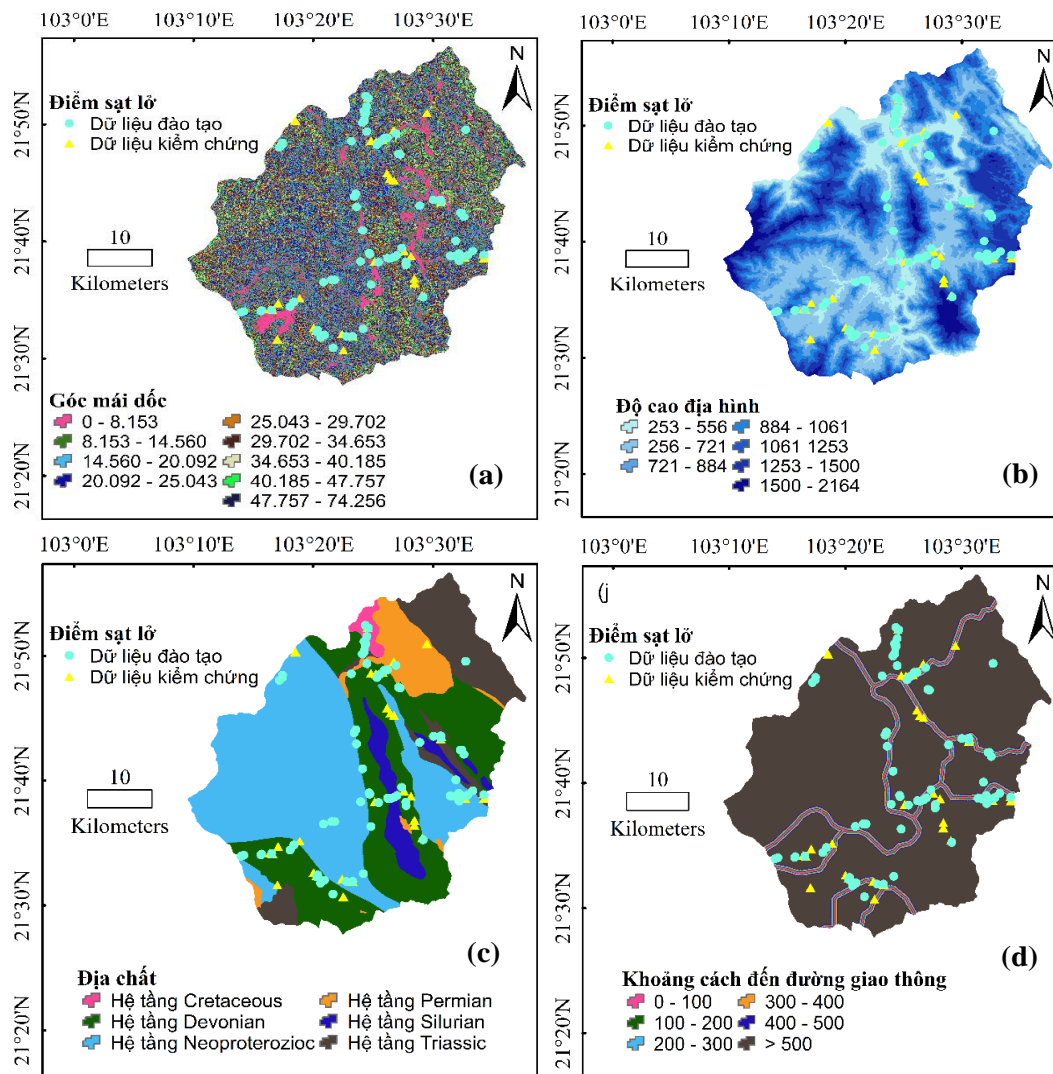 103°0'E 103°20'E 103°30'E
21°50'N
21°40'N
21°30'N
21°20'N
N
Điểm sạt lở
Dữ liệu đào tạo
Dữ liệu kiểm chứng
10
Kilometers
Góc mái dốc
0 - 8.153
8.153 - 14.560
14.560 - 20.092
20.092 - 25.043
25.043 - 29.702
29.702 - 34.653
34.653 - 40.185
40.185 - 47.757
47.757 - 74.256
(a)
103°0'E 103°10'E 103°20'E 103°30'E
21°50'N
21°40'N
21°30'N
21°20'N
N
Điểm sạt lở
Dữ liệu đào tạo
Dữ liệu kiểm chứng
10
Kilometers
Độ cao địa hình
253 - 556
256 - 721
721 - 884
884 - 1061
1061 1253
1253 - 1500
1500 - 2164
(b)
103°0'E 103°20'E 103°30'E
21°50'N
21°40'N
21°30'N
21°20'N
N
Điểm sạt lở
Dữ liệu đào tạo
Dữ liệu kiểm chứng
10
Kilometers
Địa chất
Hệ tầng Cretaceous
Hệ tầng Devonian
Hệ tầng Neoproterozioc
Hệ tầng Permian
Hệ tầng Silurian
Hệ tầng Triassic
(c)
103°0'E 103°10'E 103°20'E 103°30'E
21°50'N
21°40'N
21°30'N
21°20'N
(j
N
Điểm sạt lở
Dữ liệu đào tạo
Dữ liệu kiểm chứng
10
Kilometers
Khoảng cách đến đường giao thông
0 - 100
100 - 200
200 - 300
300 - 400
400 - 500
> 500
(d)